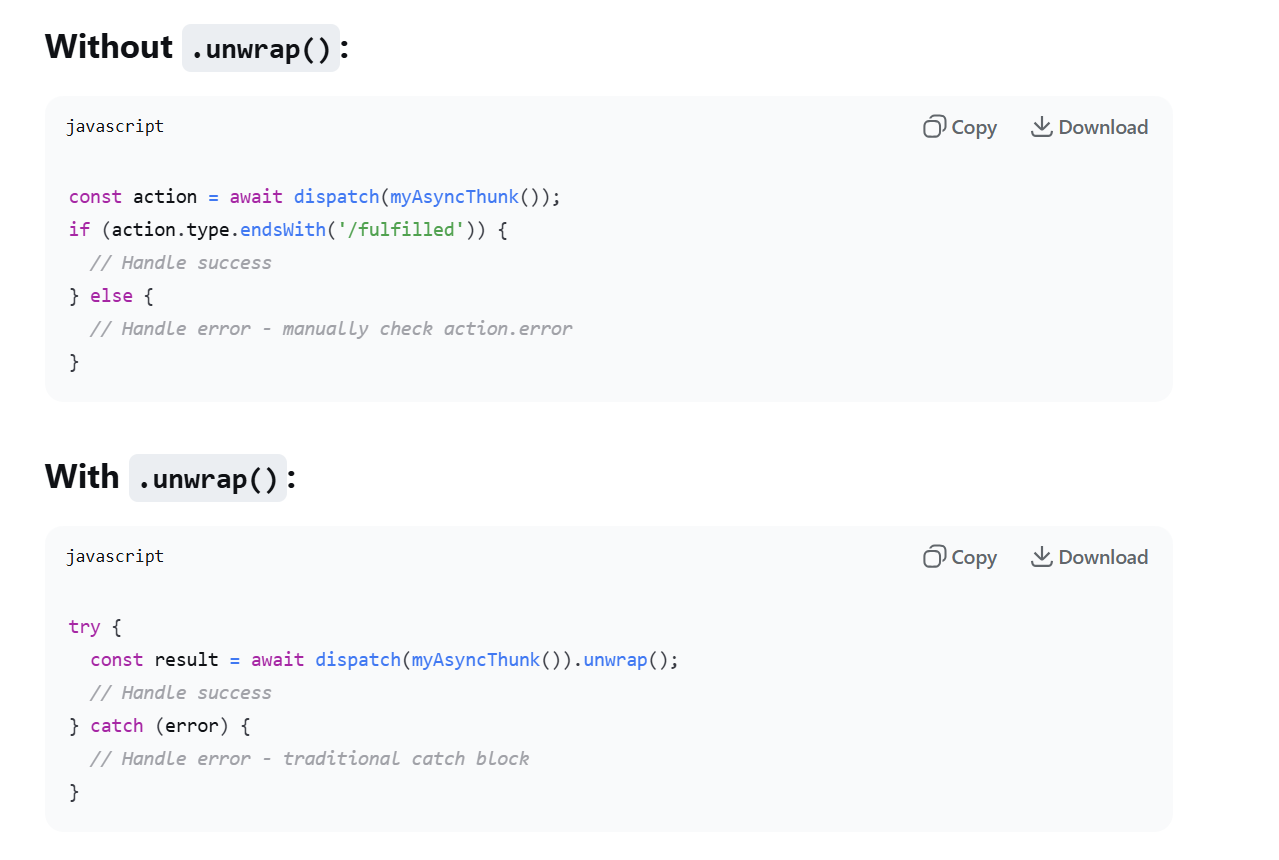 Without .unwrap():
javascript
Copy
Download
const action = await dispatch(myAsyncThunk());
if (action.type.endsWith('/fulfilled')) {
  // Handle success
} else {
  // Handle error - manually check action.error
}
With .unwrap():
javascript
Copy
Download
try {
  const result = await dispatch(myAsyncThunk()).unwrap();
  // Handle success
} catch (error) {
  // Handle error - traditional catch block
}